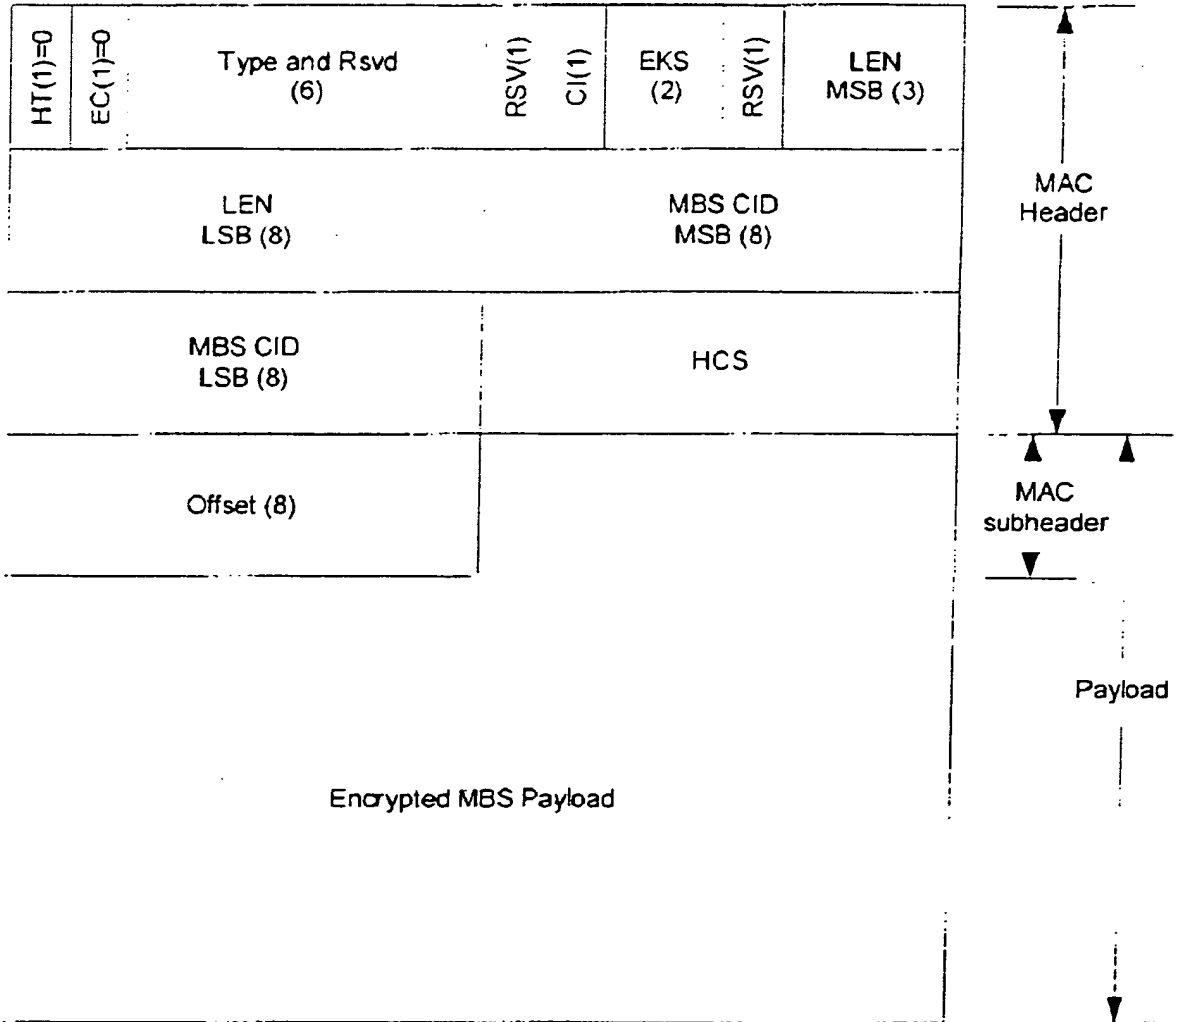 HT(1)=0
EC(1)=0
Type and Rsvd
(6)
RSV(1)
CI(1)
EKS
(2)
RSV(1)
LEN
MSB (3)
LEN
LSB (8)
MBS CID
MSB (8)
MAC
Header
MBS CID
LSB (8)
HCS
Offset (8)
MAC
subheader
Payload
Encrypted MBS Payload